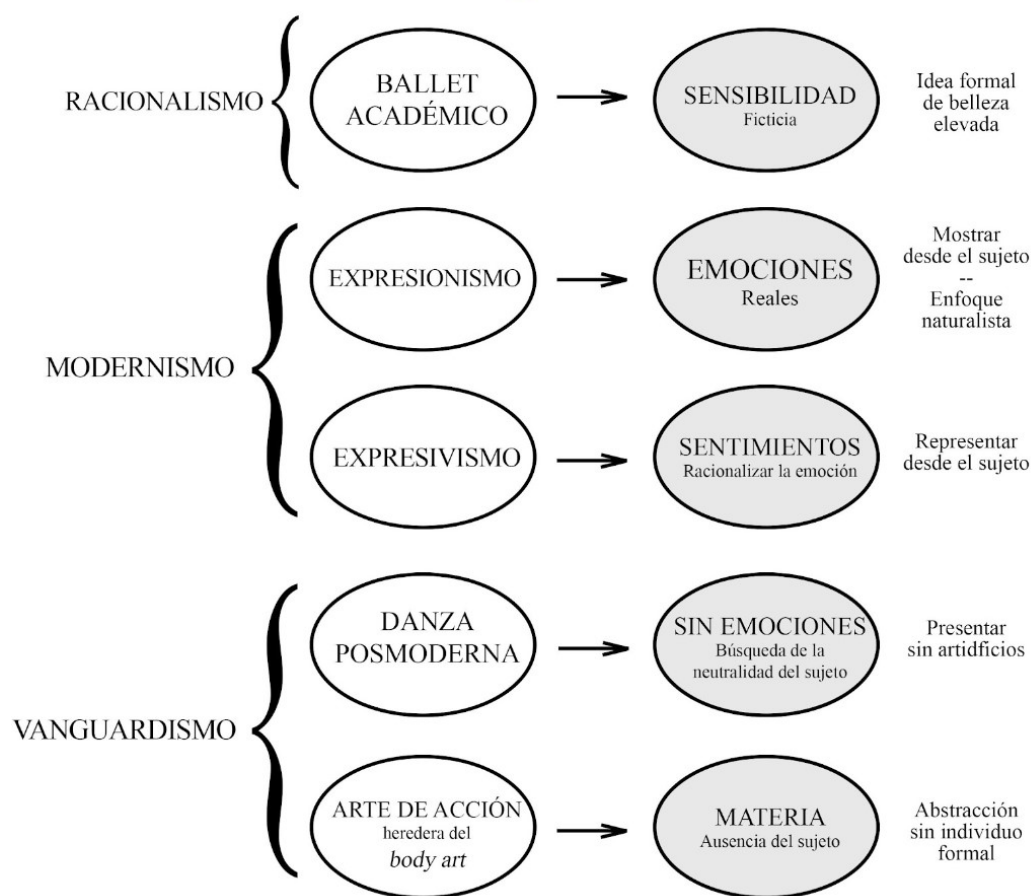 RACIONALISMO
BALLET
ACADÉMICO
SENSIBILIDAD
Ficticia
Idea formal
de belleza
elevada
MODERNISMO
EXPRESIONISMO
EMOCIONES
Reales
Mostrar
desde el sujeto
--
Enfoque
naturalista
EXPRESIVISMO
SENTIMIENTOS
Racionalizar la emoción
Representar
desde el sujeto
VANGUARDISMO
DANZA
POSMODERNA
SIN EMOCIONES
Búsqueda de la
neutralidad del sujeto
Presentar
sin artidficios
ARTE DE ACCIÓN
heredera del
body art
MATERIA
Ausencia del sujeto
Abstracción
sin individuo
formal